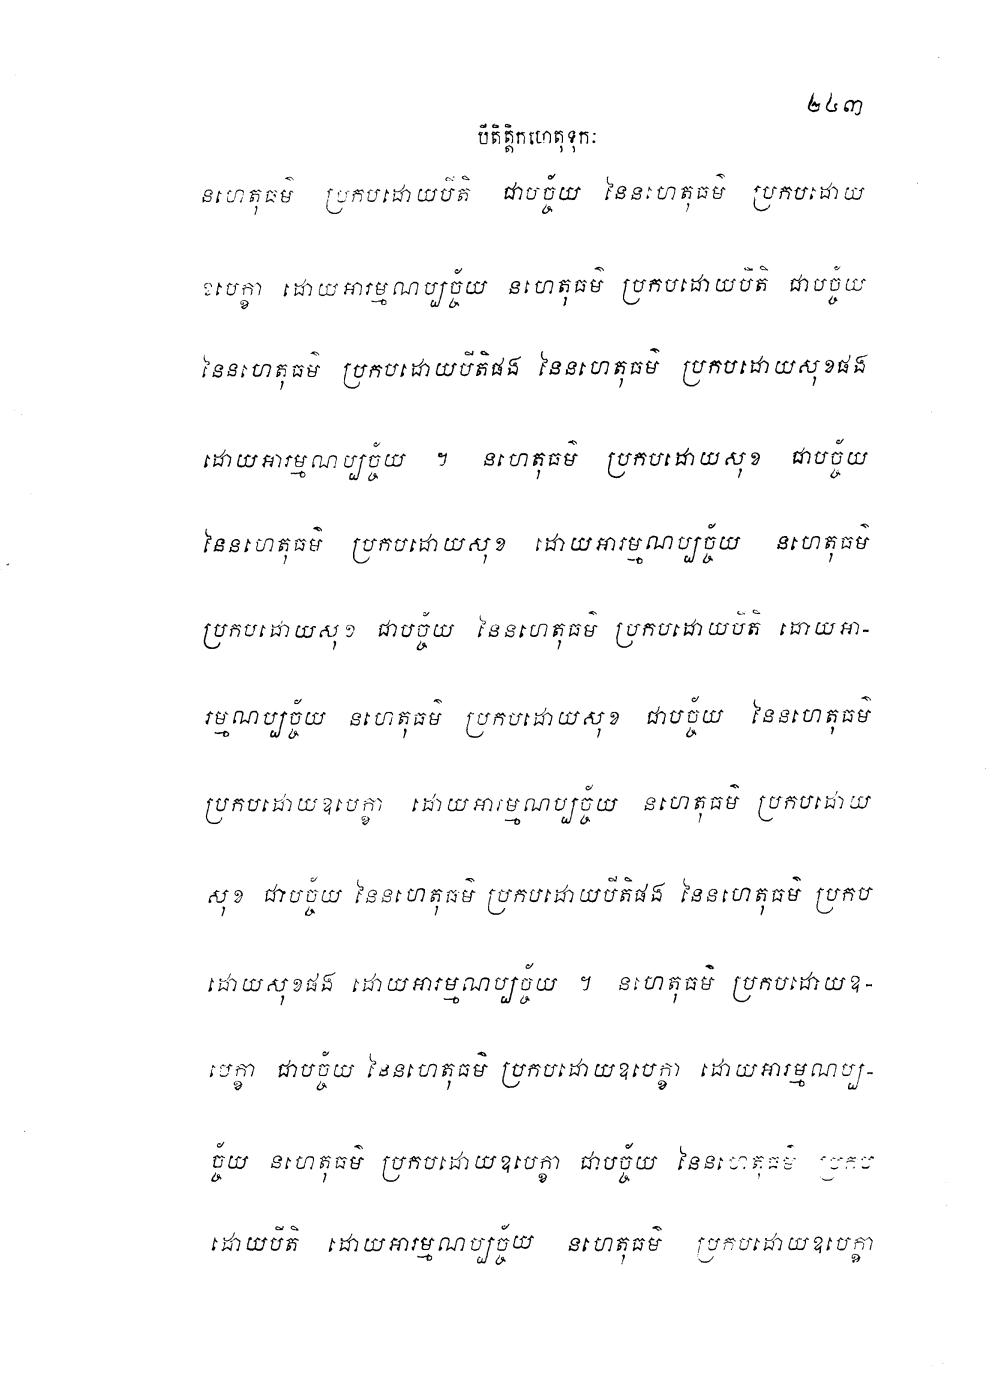 ២៤៣
បីតិត្តិកហេតុទុកៈ
នហេតុធម៌ ប្រកបដោយបីតិ ជាបច្ច័យ នៃនហេតុធម៌ ប្រកបដោយ
ឧបេក្ខា ដោយអារម្មណប្បច្ច័យ នហេតុធម៌ ប្រកបដោយបីតិ ជាបច្ច័យ
នៃនហេតុធម៌ ប្រកបដោយបីតិផង នៃនហេតុធម៌ ប្រកបដោយសុខផង
ដោយអារម្មណប្បច្ច័យ ។ នហេតុធម៌ ប្រកបដោយសុខ ជាបច្ច័យ
នៃនហេតុធម៌ ប្រកបដោយសុខ ដោយអារម្មណប្បច្ច័យ នហេតុធម៌
ប្រកបដោយសុខ ជាបច្ច័យ នៃនហេតុធម៌ ប្រកបដោយបីតិ ដោយអា-
រម្មណប្បច្ច័យ នហេតុធម៌ ប្រកបដោយសុខ ជាបច្ច័យ នៃនហេតុធម៌
ប្រកបដោយឧបេក្ខា ដោយអារម្មណប្បច្ច័យ នហេតុធម៌ ប្រកបដោយ
សុខ ជាបច្ច័យ នៃនហេតុធម៌ ប្រកបដោយបីតិផង នៃនហេតុធម៌ ប្រកប
ដោយសុខផង ដោយអារម្មណប្បច្ច័យ ។ នហេតុធម៌ ប្រកបដោយឧ-
បេក្ខា ជាបច្ច័យ នៃនហេតុធម៌ ប្រកបដោយឧបេក្ខា ដោយអារម្មណប្ប-
ច្ច័យ នហេតុធម៌ ប្រកបដោយឧបេក្ខា ជាបច្ច័យ នៃនហេតុធម៌ ប្រកប
ដោយបីតិ ដោយអារម្មណប្បច្ច័យ នហេតុធម៌ ប្រកបដោយឧបេក្ខា